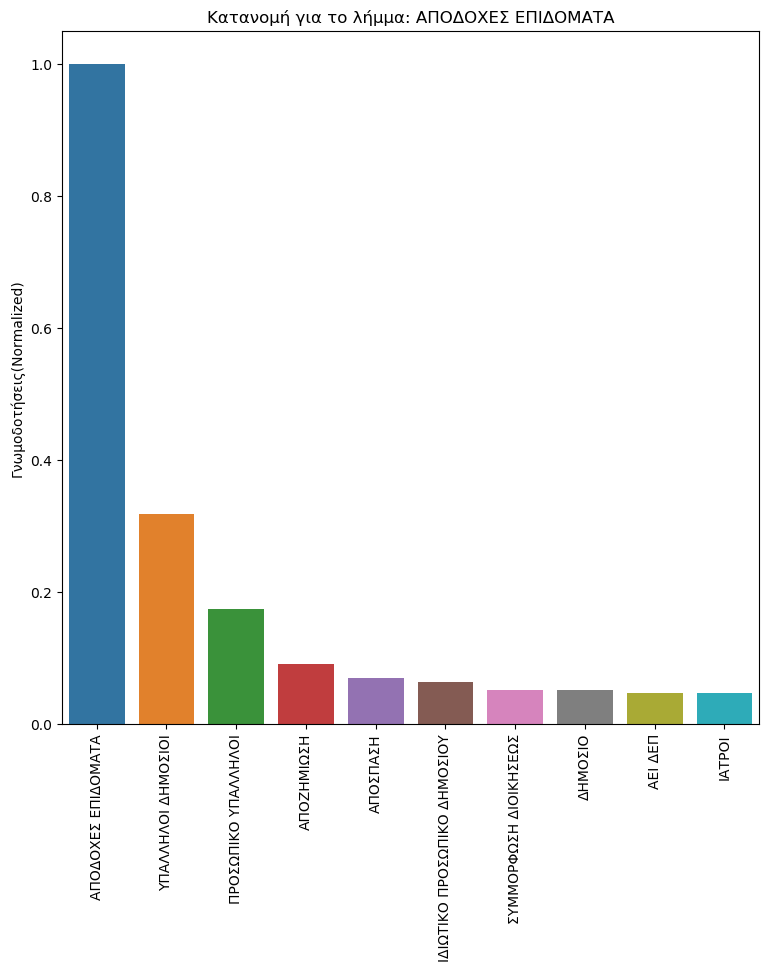 Κατανομή για το λήμμα: ΑΠΟΔΟΧΕΣ ΕΠΙΔΟΜΑΤΑ
Γνωμοδοτήσεις(Normalized)
1.0
0.8
0.6
0.4
0.2
0.0
ΑΠΟΔΟΧΕΣ ΕΠΙΔΟΜΑΤΑ
ΥΠΑΛΛΗΛΟΙ ΔΗΜΟΣΙΟΙ
ΠΡΟΣΩΠΙΚΟ ΥΠΑΛΛΗΛΟΙ
ΑΠΟΖΗΜΙΩΣΗ
ΑΠΟΣΠΑΣΗ
ΙΔΙΩΤΙΚΟ ΠΡΟΣΩΠΙΚΟ ΔΗΜΟΣΙΟΥ
ΣΥΜΜΟΡΦΩΣΗ ΔΙΟΙΚΗΣΕΩΣ
ΔΗΜΟΣΙΟ
ΑΕΙ ΔΕΠ
ΙΑΤΡΟΙ